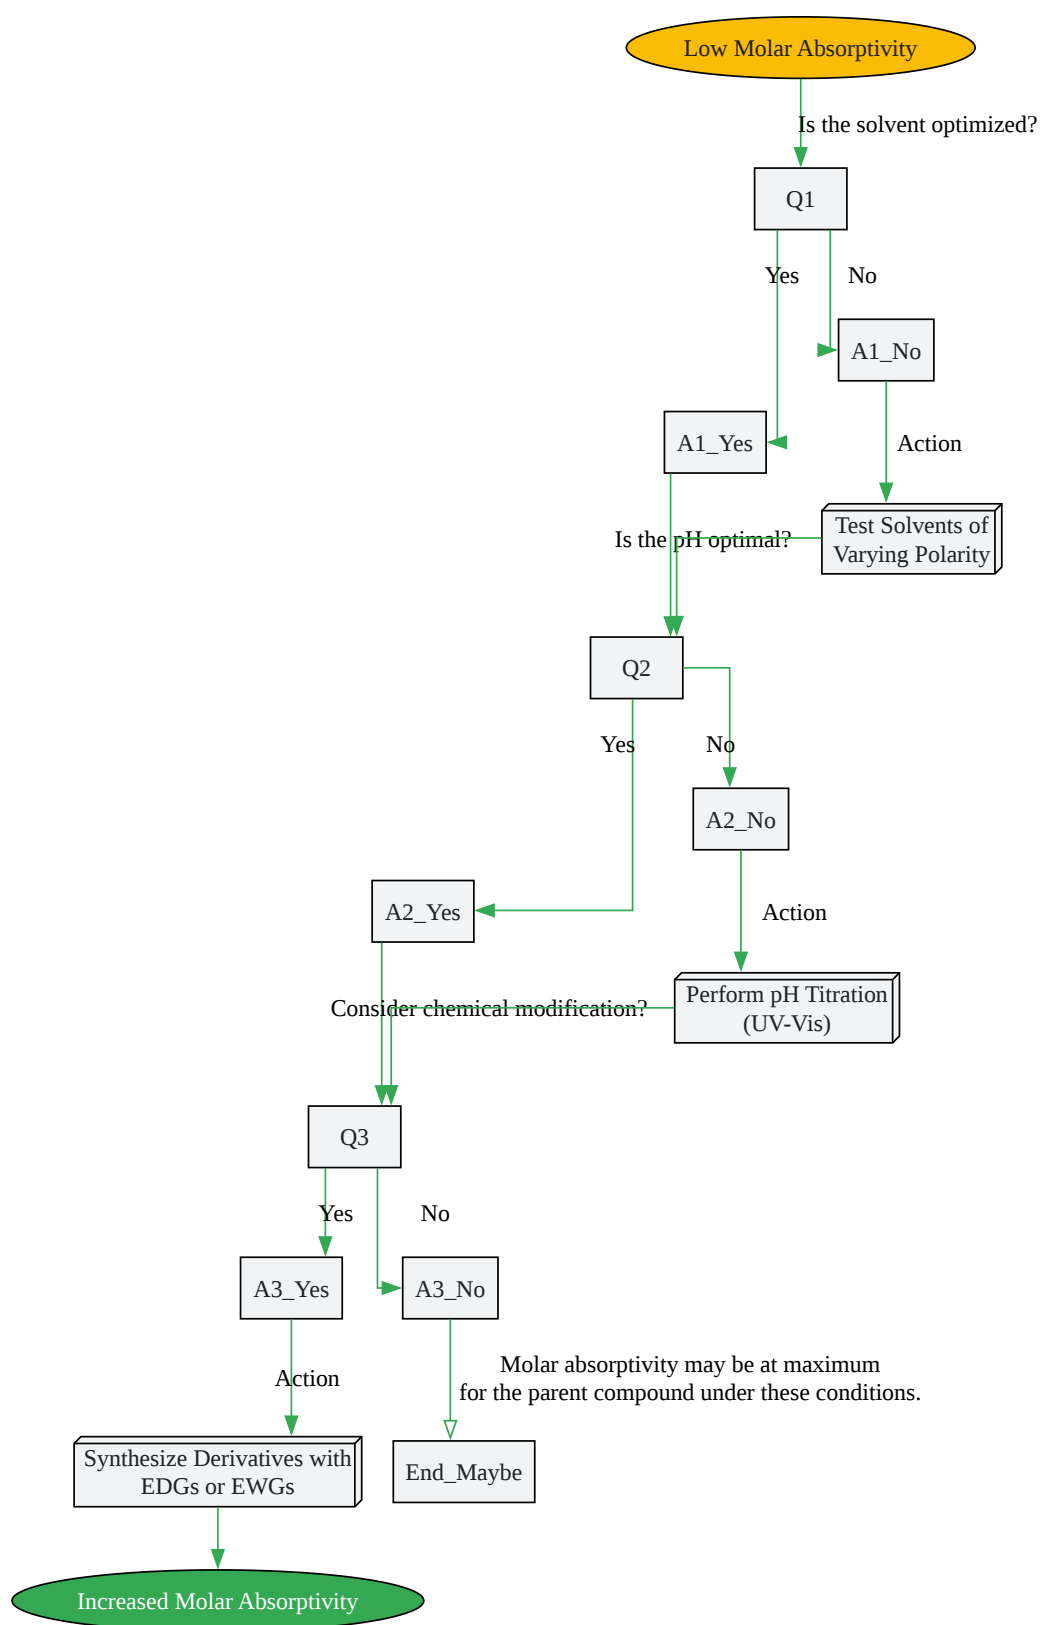 Low Molar Absorptivity
Is the solvent optimized?
Q1
Yes
No
A1_No
A1_Yes
Action
Test Solvents of
Varying Polarity
Is the pH optimal?
Q2
Yes
No
A2_No
A2_Yes
Action
Perform pH Titration
(UV-Vis)
Consider chemical modification?
Q3
Yes
No
A3_Yes
A3_No
Action
Molar absorptivity may be at maximum
for the parent compound under these conditions.
Synthesize Derivatives with
EDGs or EWGs
End_Maybe
Increased Molar Absorptivity